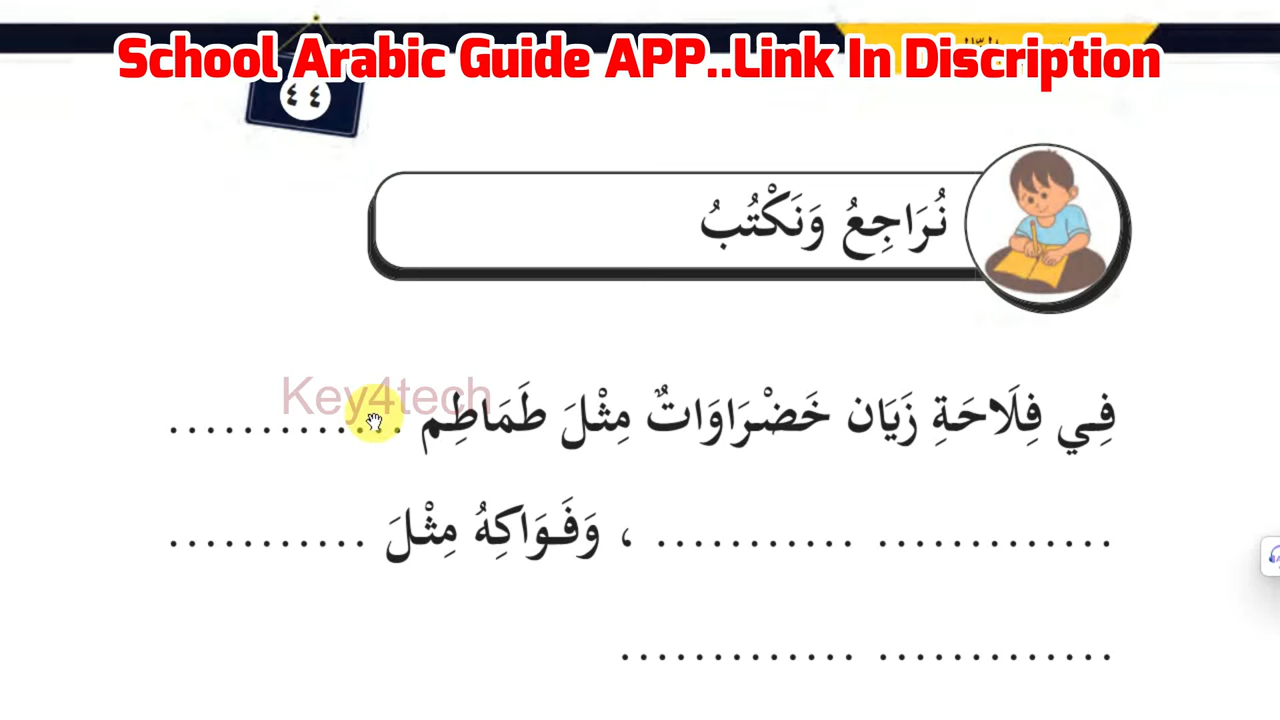 School Arabic Guide APP..Link In Discription
٤٤
نُرَاجِعُ وَنَكْتُبُ
Key4tech
فِي فِلَاحَةِ زَيَان خَضْرَاوَاتٌ مِثْلَ طَمَاطِم ............
............. ........... ، وَفَوَاكِهُ مِثْلَ ...........
............. .............